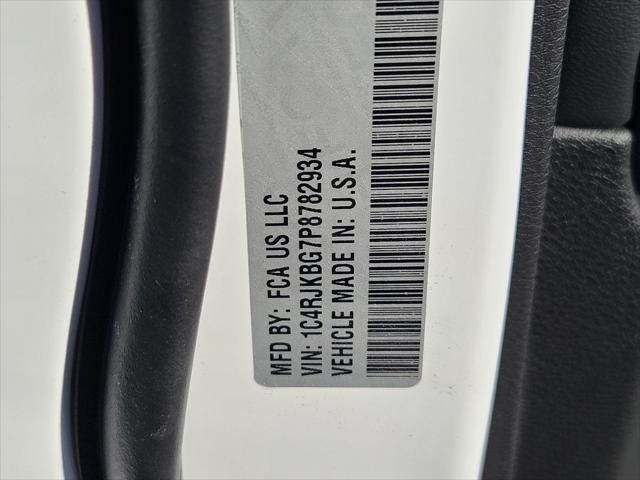 MFD BY: FCA US LLC
VIN: 1C4RJKBG7P8782934
VEHICLE MADE IN: U.S.A.